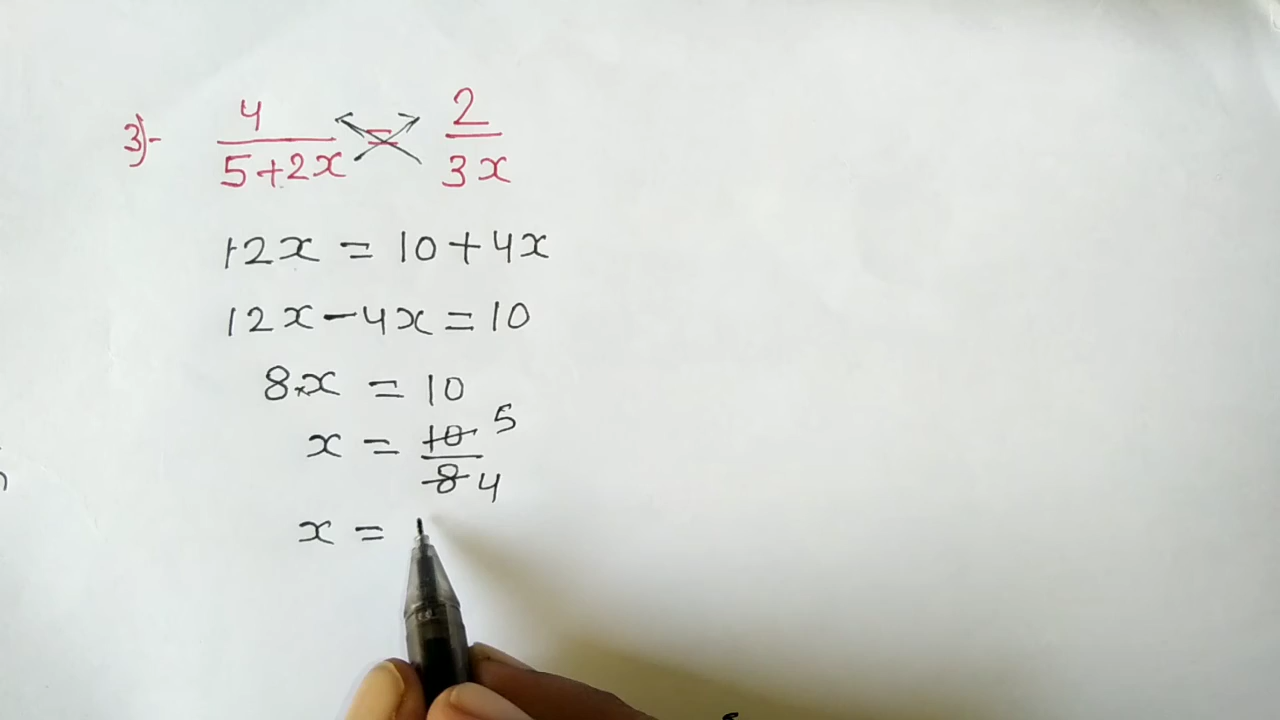 3)- 4/(5+2x) = 2/(3x)
12x = 10+4x
12x-4x=10
8x = 10
x = 10/8 5/4
x =